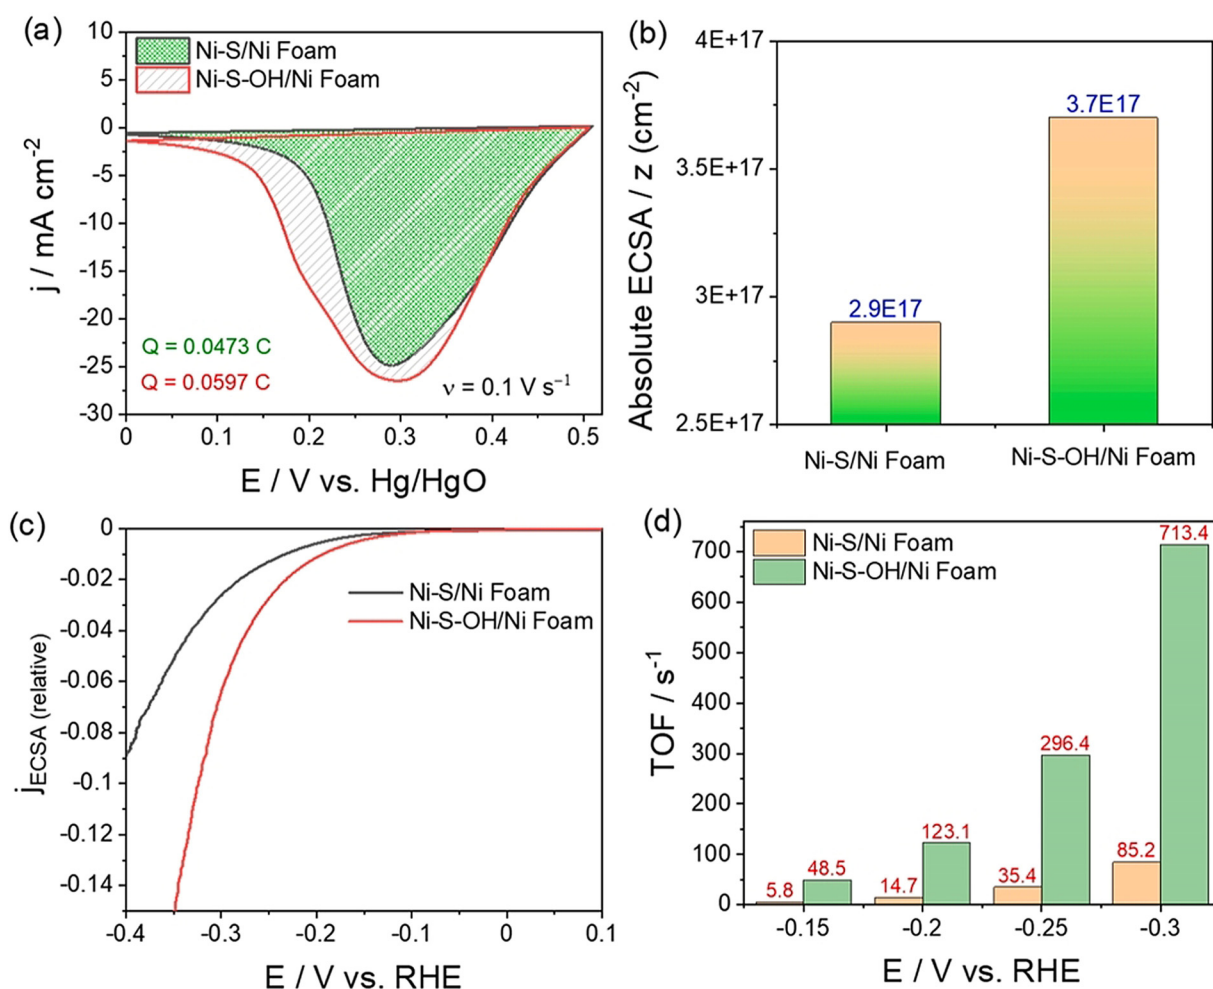 (a)
10
5
0
-5
-10
-15
-20
-25
-30
j / mA cm⁻²
Ni-S/Ni Foam
Ni-S-OH/Ni Foam
Q = 0.0473 C
Q = 0.0597 C
ν = 0.1 V s⁻¹
0 0.1 0.2 0.3 0.4 0.5
E / V vs. Hg/HgO
(b)
4E+17
3.5E+17
3E+17
2.5E+17
Absolute ECSA / z (cm⁻²)
2.9E17
3.7E17
Ni-S/Ni Foam Ni-S-OH/Ni Foam
(c)
0
-0.02
-0.04
-0.06
-0.08
-0.1
-0.12
-0.14
jECSA (relative)
Ni-S/Ni Foam
Ni-S-OH/Ni Foam
-0.4 -0.3 -0.2 -0.1 0 0.1
E / V vs. RHE
(d)
700
600
500
400
300
200
100
0
TOF / s⁻¹
Ni-S/Ni Foam
Ni-S-OH/Ni Foam
5.8 48.5 14.7 123.1 35.4 296.4 85.2 713.4
-0.15 -0.2 -0.25 -0.3
E / V vs. RHE